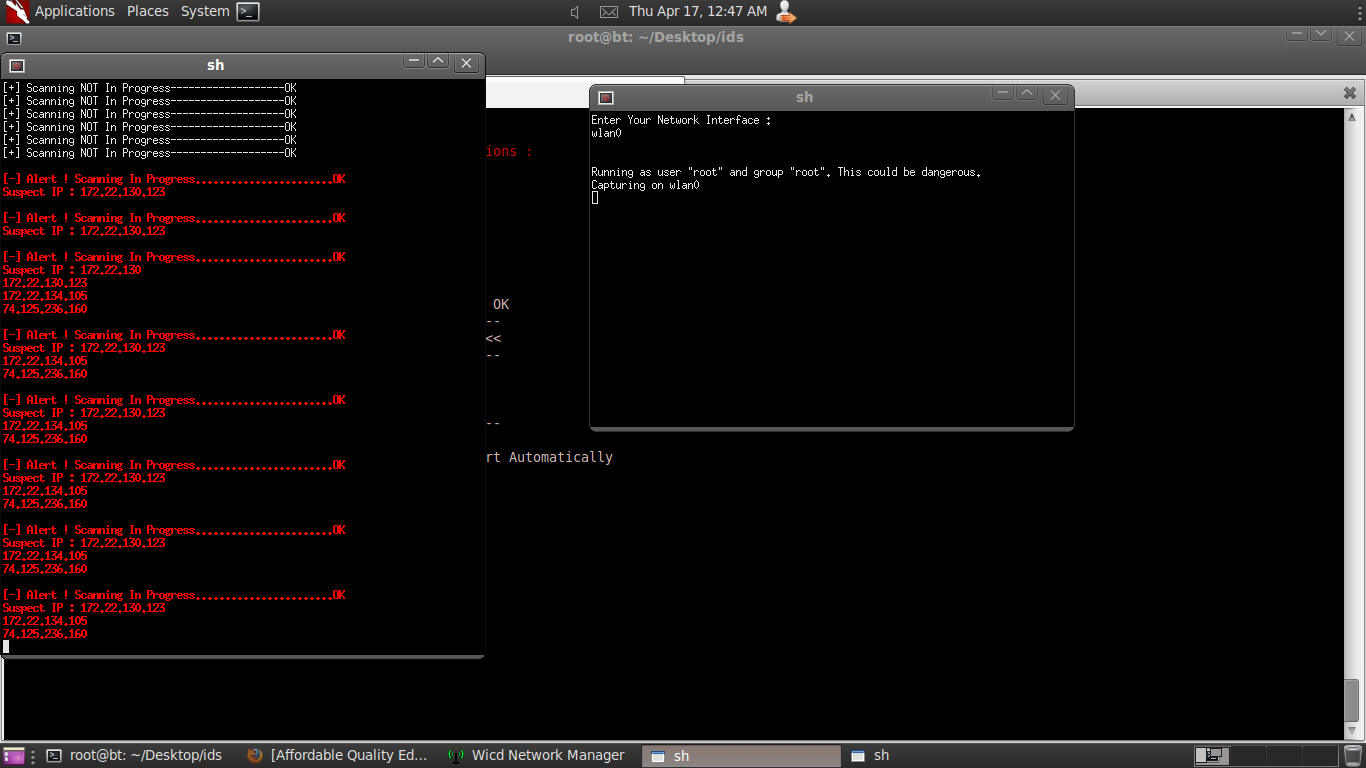 Applications Places System
Thu Apr 17, 12:47 AM
root@bt: ~/Desktop/ids
sh
[+] Scanning NOT In Progress-------------------OK
[+] Scanning NOT In Progress-------------------OK
[+] Scanning NOT In Progress-------------------OK
[+] Scanning NOT In Progress-------------------OK
[+] Scanning NOT In Progress-------------------OK
[+] Scanning NOT In Progress-------------------OK
[-] Alert ! Scanning In Progress.......................OK
Suspect IP : 172.22.130.123
[-] Alert ! Scanning In Progress.......................OK
Suspect IP : 172.22.130.123
[-] Alert ! Scanning In Progress.......................OK
Suspect IP : 172.22.130
172.22.130.123
172.22.134.105
74.125.236.160
[-] Alert ! Scanning In Progress.......................OK
Suspect IP : 172.22.130.123
172.22.134.105
74.125.236.160
[-] Alert ! Scanning In Progress.......................OK
Suspect IP : 172.22.130.123
172.22.134.105
74.125.236.160
[-] Alert ! Scanning In Progress.......................OK
Suspect IP : 172.22.130.123
172.22.134.105
74.125.236.160
[-] Alert ! Scanning In Progress.......................OK
Suspect IP : 172.22.130.123
172.22.134.105
74.125.236.160
[-] Alert ! Scanning In Progress.......................OK
Suspect IP : 172.22.130.123
172.22.134.105
74.125.236.160
ions :
OK
--
<<
--
--
rt Automatically
sh
Enter Your Network Interface :
wlan0
Running as user "root" and group "root". This could be dangerous.
Capturing on wlan0
root@bt: ~/Desktop/ids
[Affordable Quality Ed...
Wicd Network Manager
sh
sh